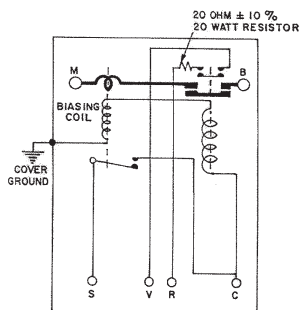 20 OHM ± 10 %
20 WATT RESISTOR
M
B
BIASING
COIL
COVER
GROUND
S
V
R
C